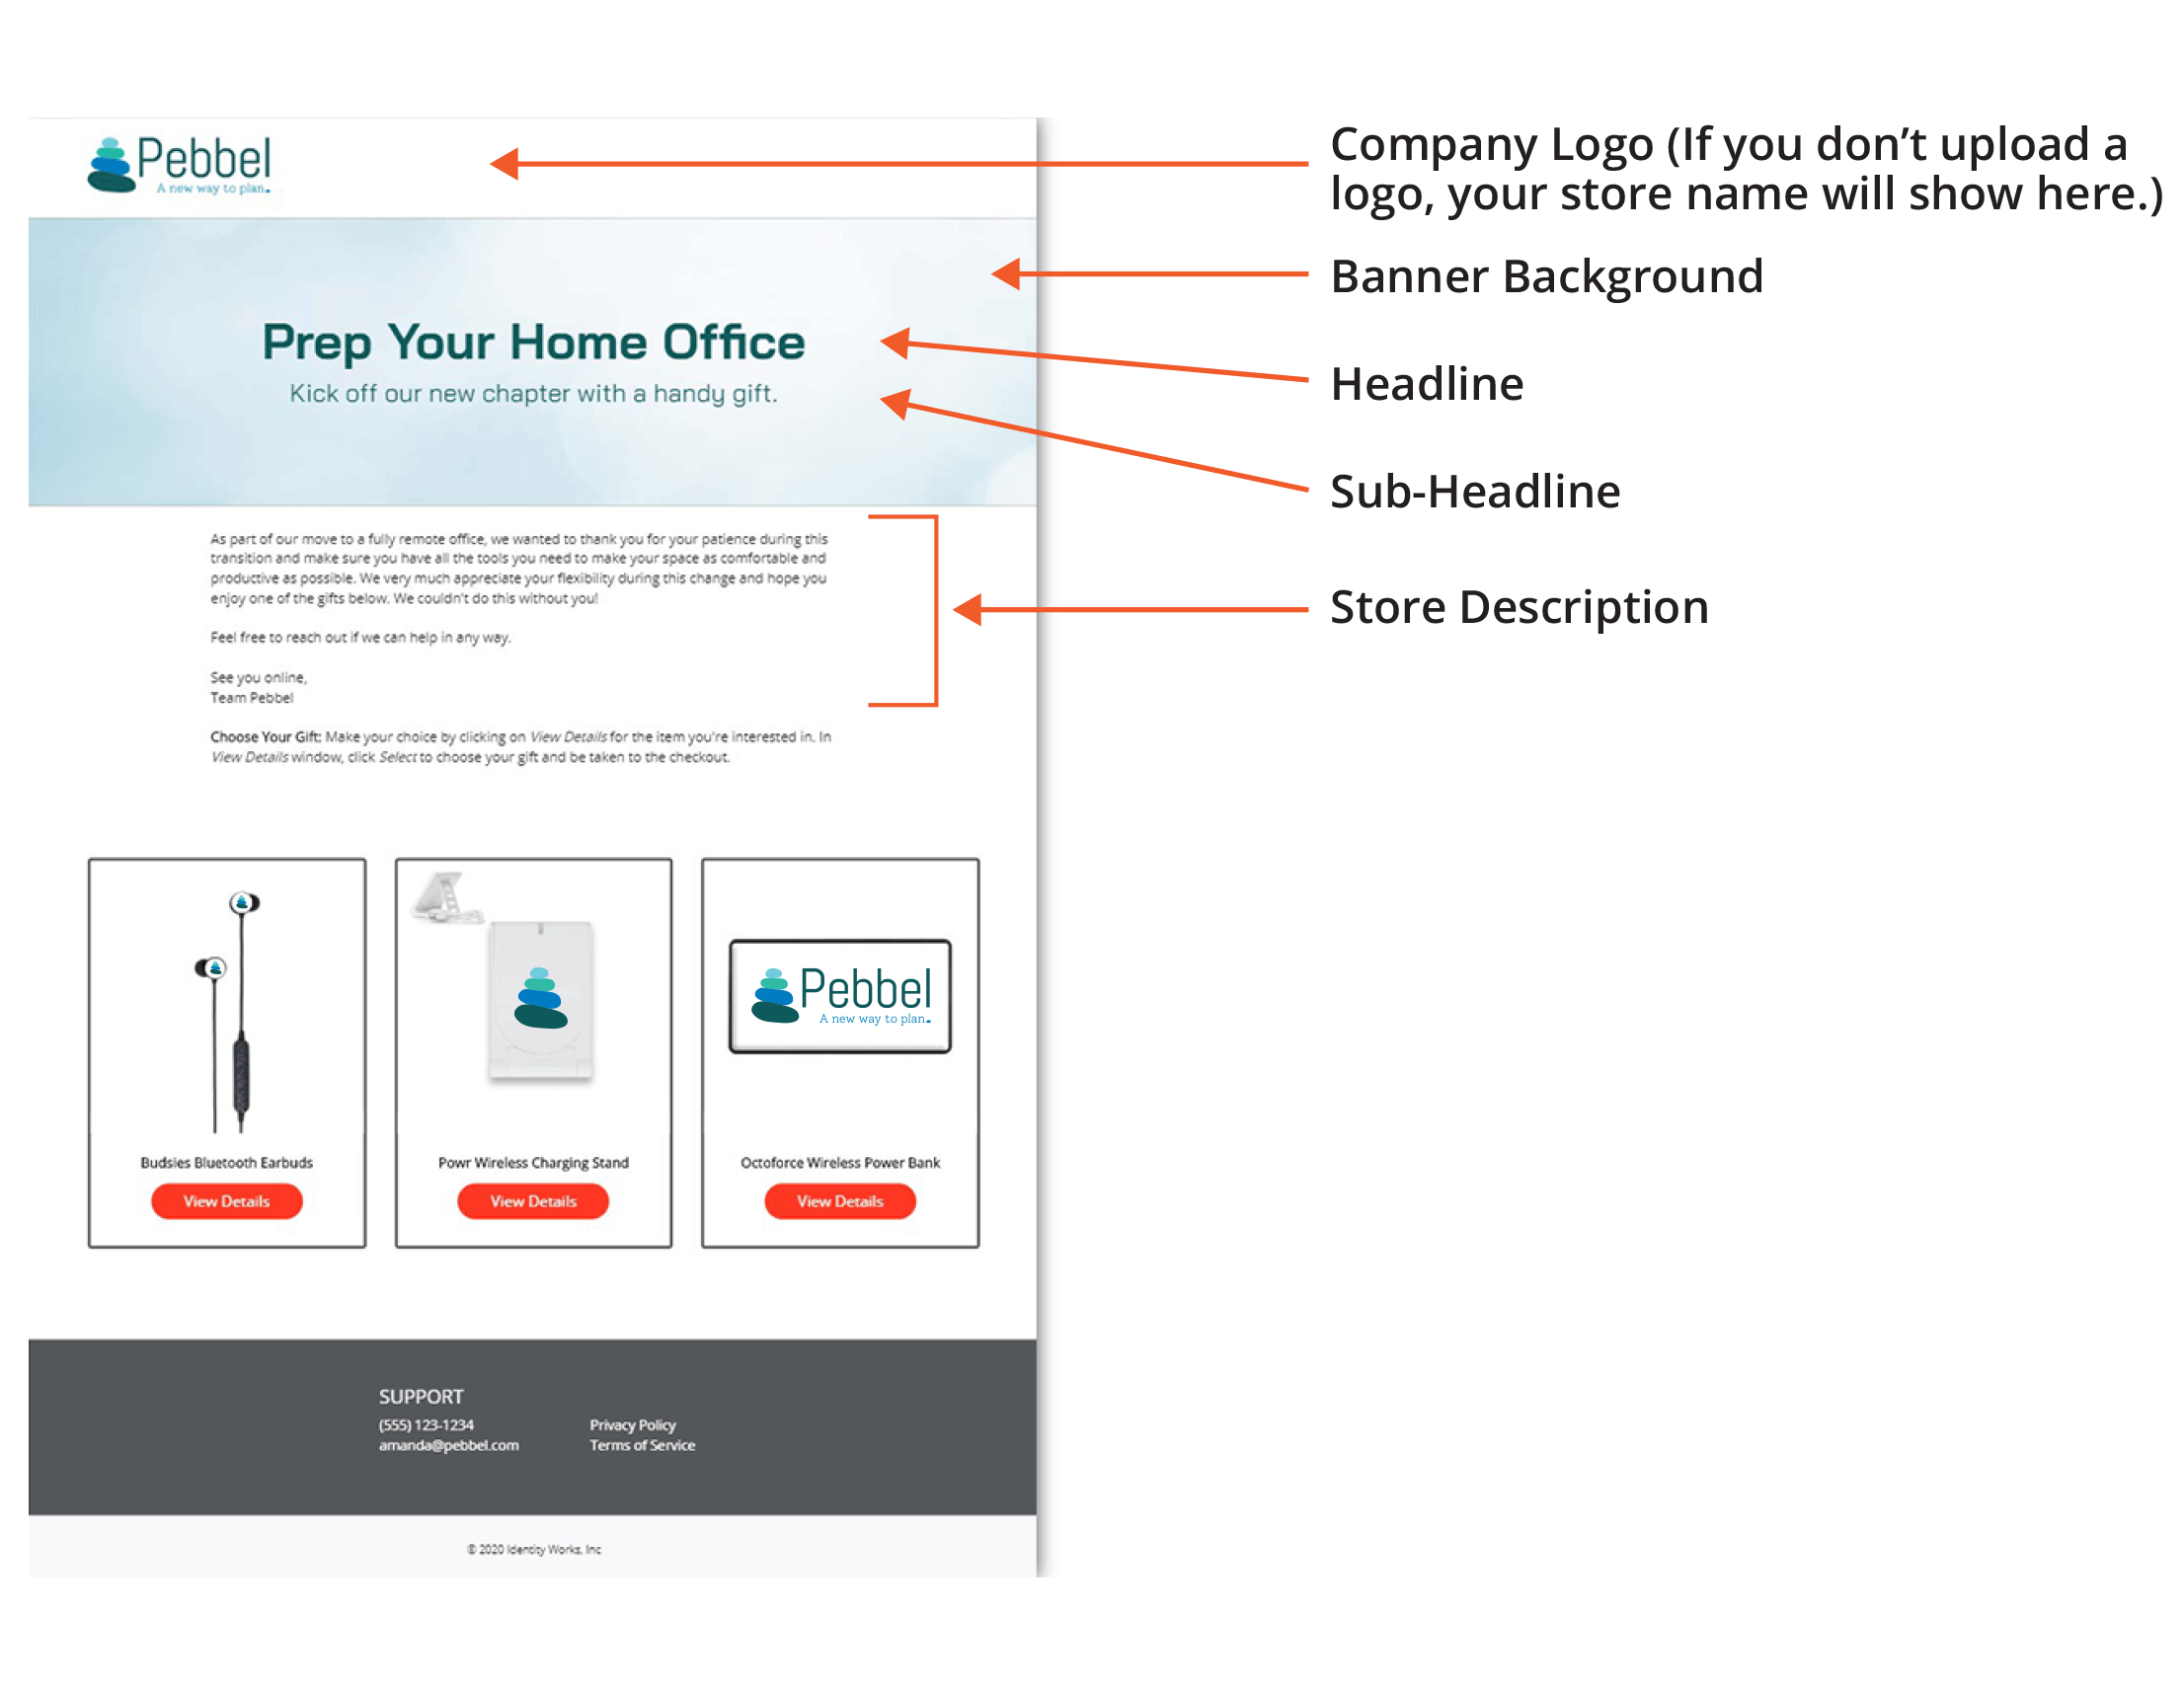 Pebbel
A new way to plan.
Company Logo (If you don’t upload a
logo, your store name will show here.)
Banner Background
Prep Your Home Office
Headline
Kick off our new chapter with a handy gift.
Sub-Headline
As part of our move to a fully remote office, we wanted to thank you for your patience during this
transition and make sure you have all the tools you need to make your space as comfortable and
productive as possible. We very much appreciate your flexibility during this change and hope you
enjoy one of the gifts below. We couldn't do this without you!
Store Description
Feel free to reach out if we can help in any way.
See you online,
Team Pebbel
Choose Your Gift: Make your choice by clicking on View Details for the item you're interested in. In
View Details window, click Select to choose your gift and be taken to the checkout.
Pebbel
A new way to plan.
Budsies Bluetooth Earbuds
View Details
Powr Wireless Charging Stand
View Details
Octoforce Wireless Power Bank
View Details
SUPPORT
(555) 123-1234
amanda@pebbel.com
Privacy Policy
Terms of Service
© 2020 Identity Works, Inc